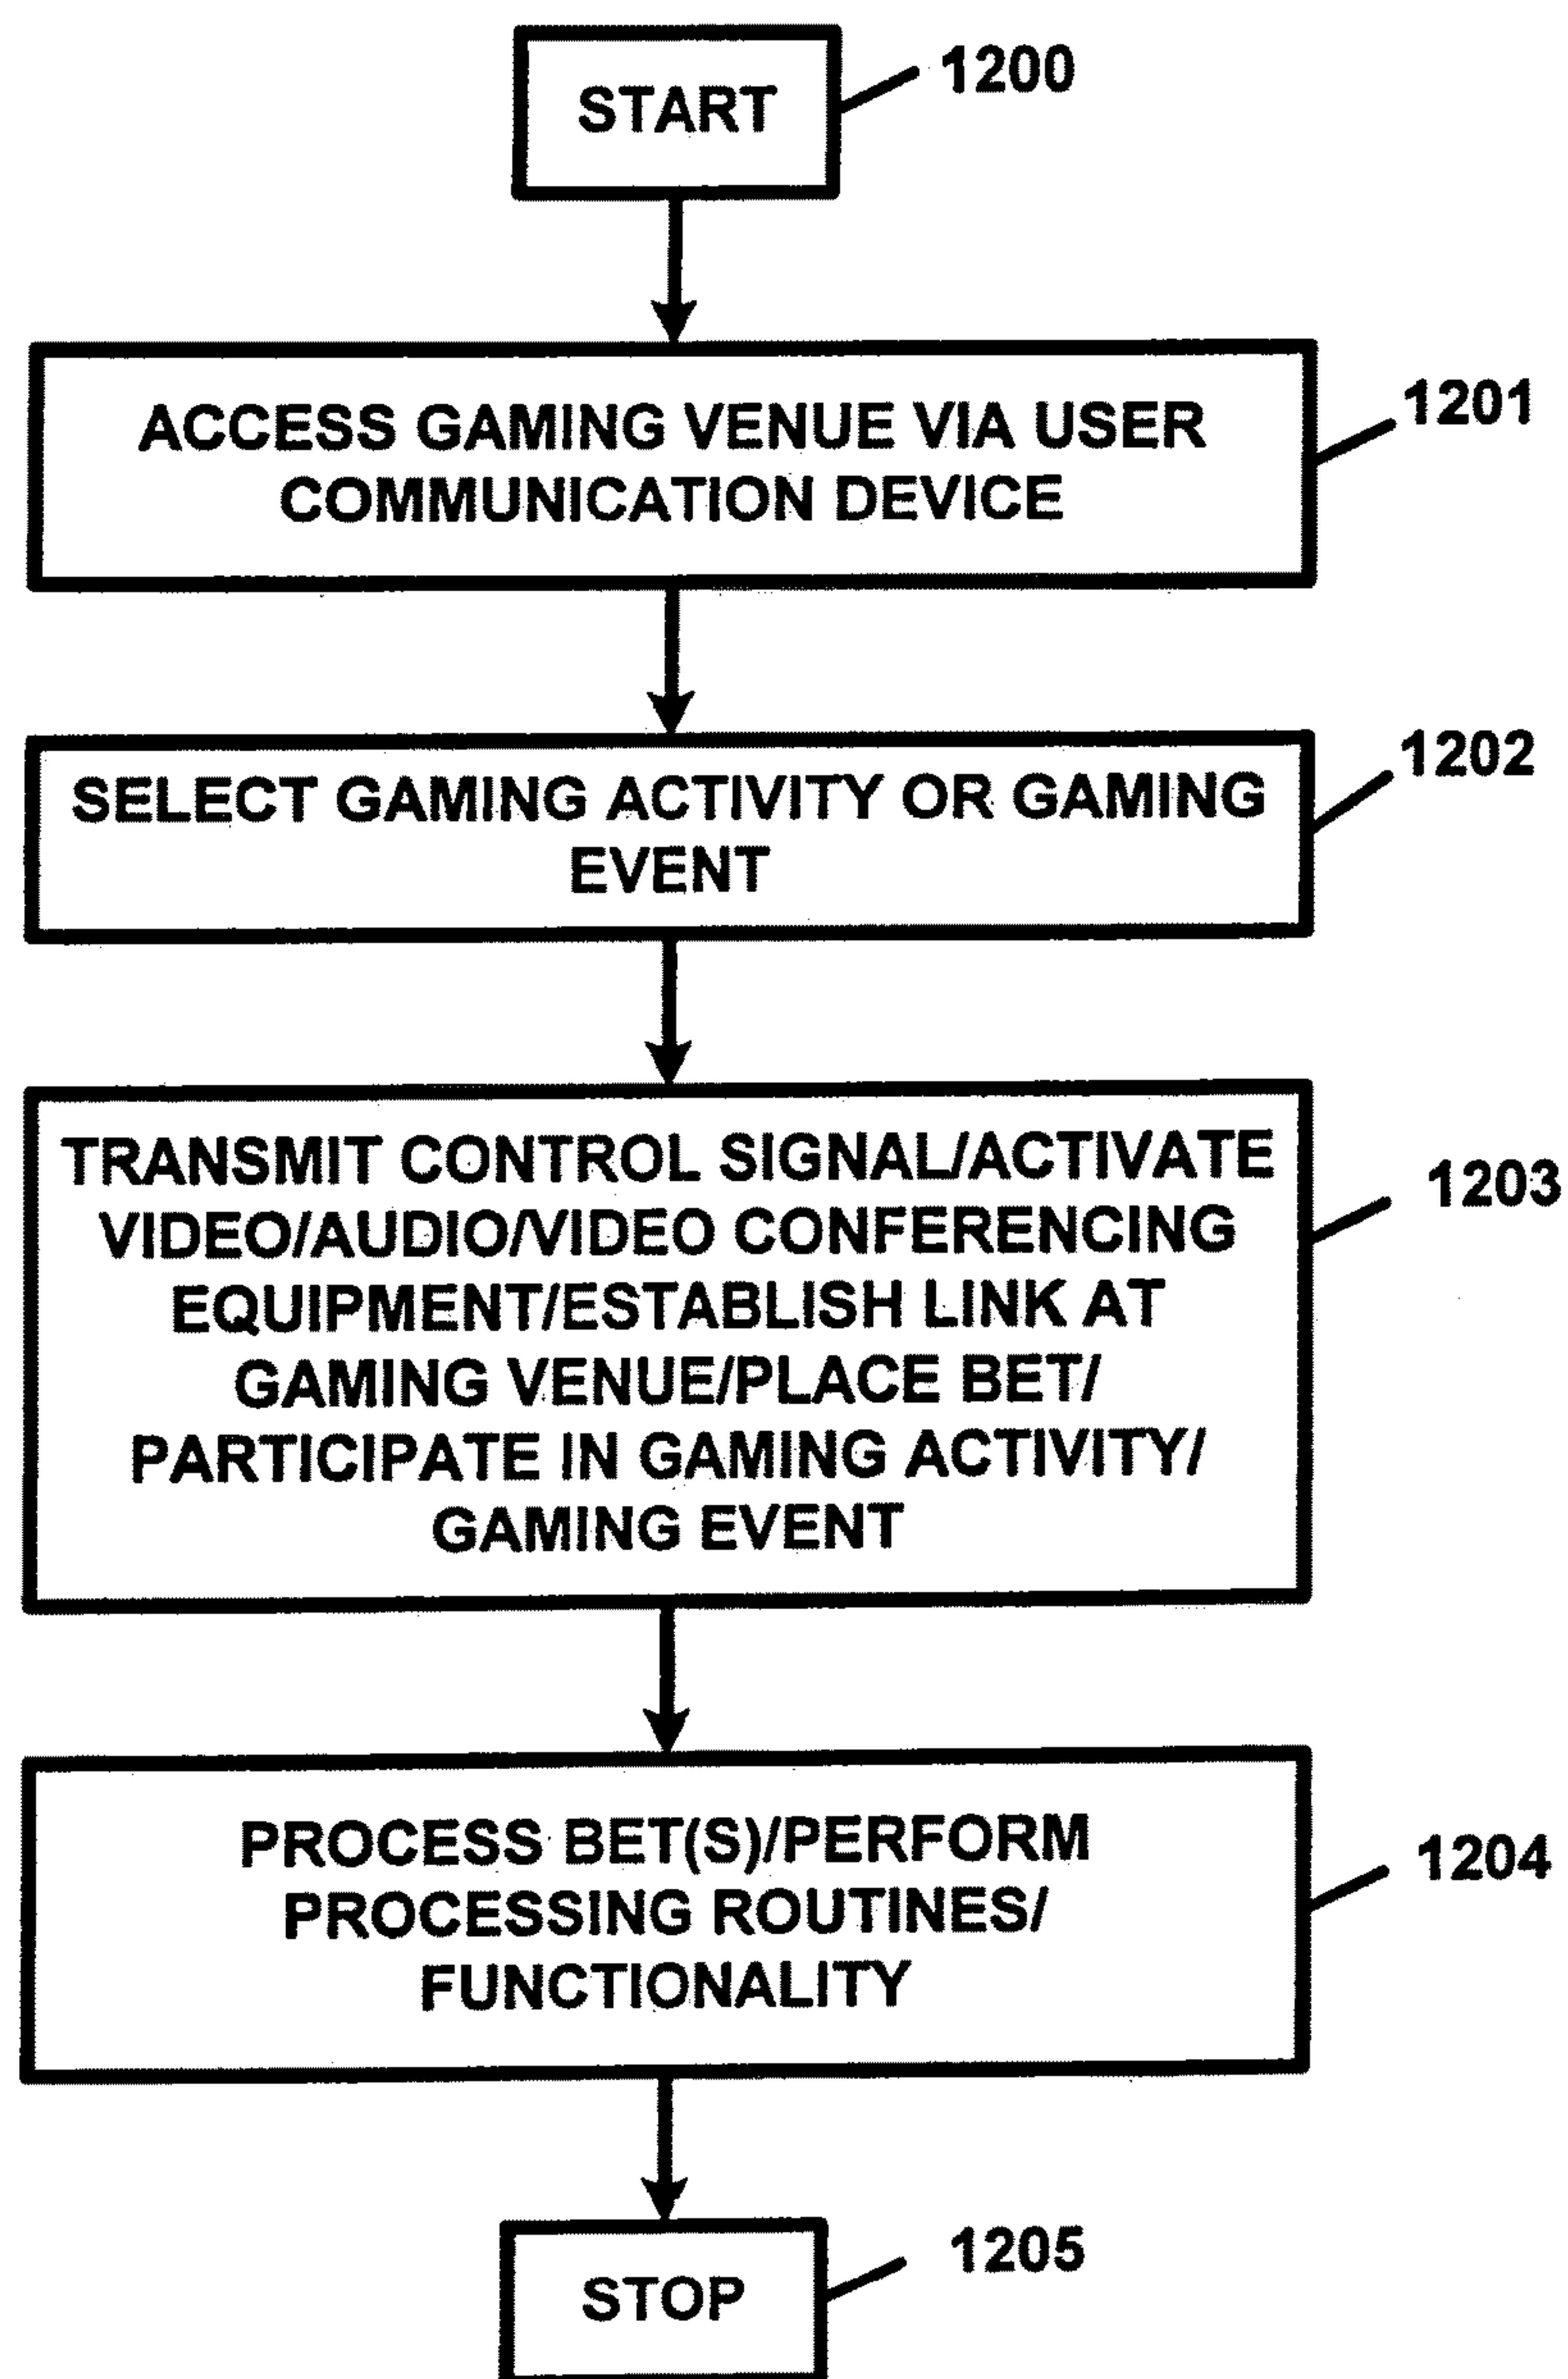 START
1200
ACCESS GAMING VENUE VIA USER
COMMUNICATION DEVICE
1201
SELECT GAMING ACTIVITY OR GAMING
EVENT
1202
TRANSMIT CONTROL SIGNAL/ACTIVATE
VIDEO/AUDIO/VIDEO CONFERENCING
EQUIPMENT/ESTABLISH LINK AT
GAMING VENUE/PLACE BET/
PARTICIPATE IN GAMING ACTIVITY/
GAMING EVENT
1203
PROCESS BET(S)/PERFORM
PROCESSING ROUTINES/
FUNCTIONALITY
1204
STOP
1205